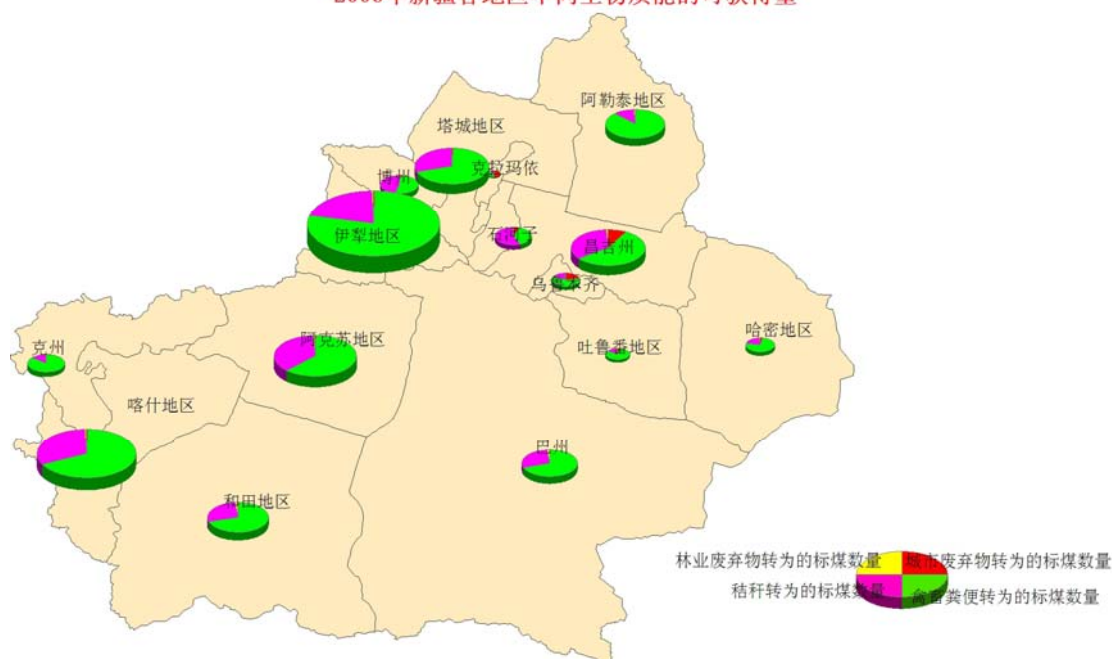 阿勒泰地区
塔城地区
克拉玛依
博州
伊犁地区
石河子
昌吉州
乌鲁木齐
阿克苏地区
吐鲁番地区
哈密地区
克州
喀什地区
巴州
和田地区
林业废弃物转为的标煤数量
城市废弃物转为的标煤数量
秸秆转为的标煤数量
禽畜粪便转为的标煤数量